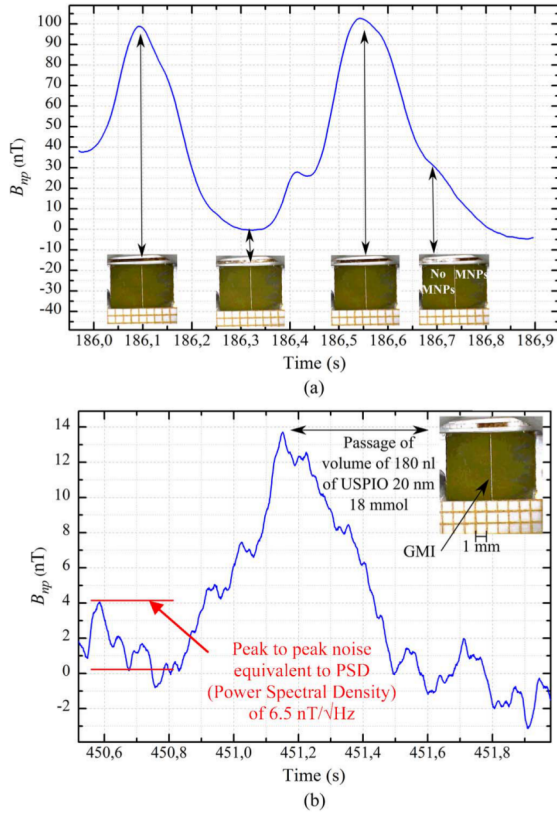 100
90
80
70
60
50
40
30
20
10
0
-10
-20
-30
-40
B_np (nT)
No MNPs
MNPs
186,0 186,1 186,2 186,3 186,4 186,5 186,6 186,7 186,8 186,9
Time (s)
(a)
14
12
10
8
6
4
2
0
-2
-4
B_np (nT)
Passage of
volume of 180 nl
of USPIO 20 nm
18 mmol
GMI
1 mm
Peak to peak noise
equivalent to PSD
(Power Spectral Density)
of 6.5 nT/√Hz
450,6 450,8 451,0 451,2 451,4 451,6 451,8
Time (s)
(b)